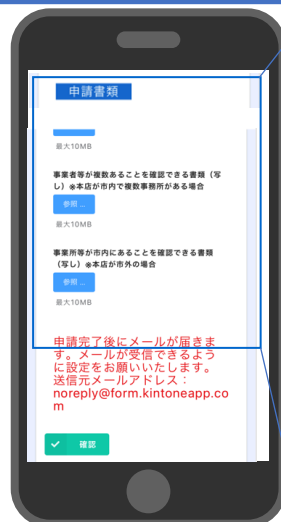 申請書類
最大10MB
事業者等が複数あることを確認できる書類（写
し）※本店が市内で複数事務所がある場合
参照 ...
最大10MB
事業所等が市内にあることを確認できる書類
（写し）※本店が市外の場合
参照 ...
最大10MB
申請完了後にメールが届きま
す。メールが受信できるよう
に設定をお願いいたします。
送信元メールアドレス：
noreply@form.kintoneapp.co
m
確認